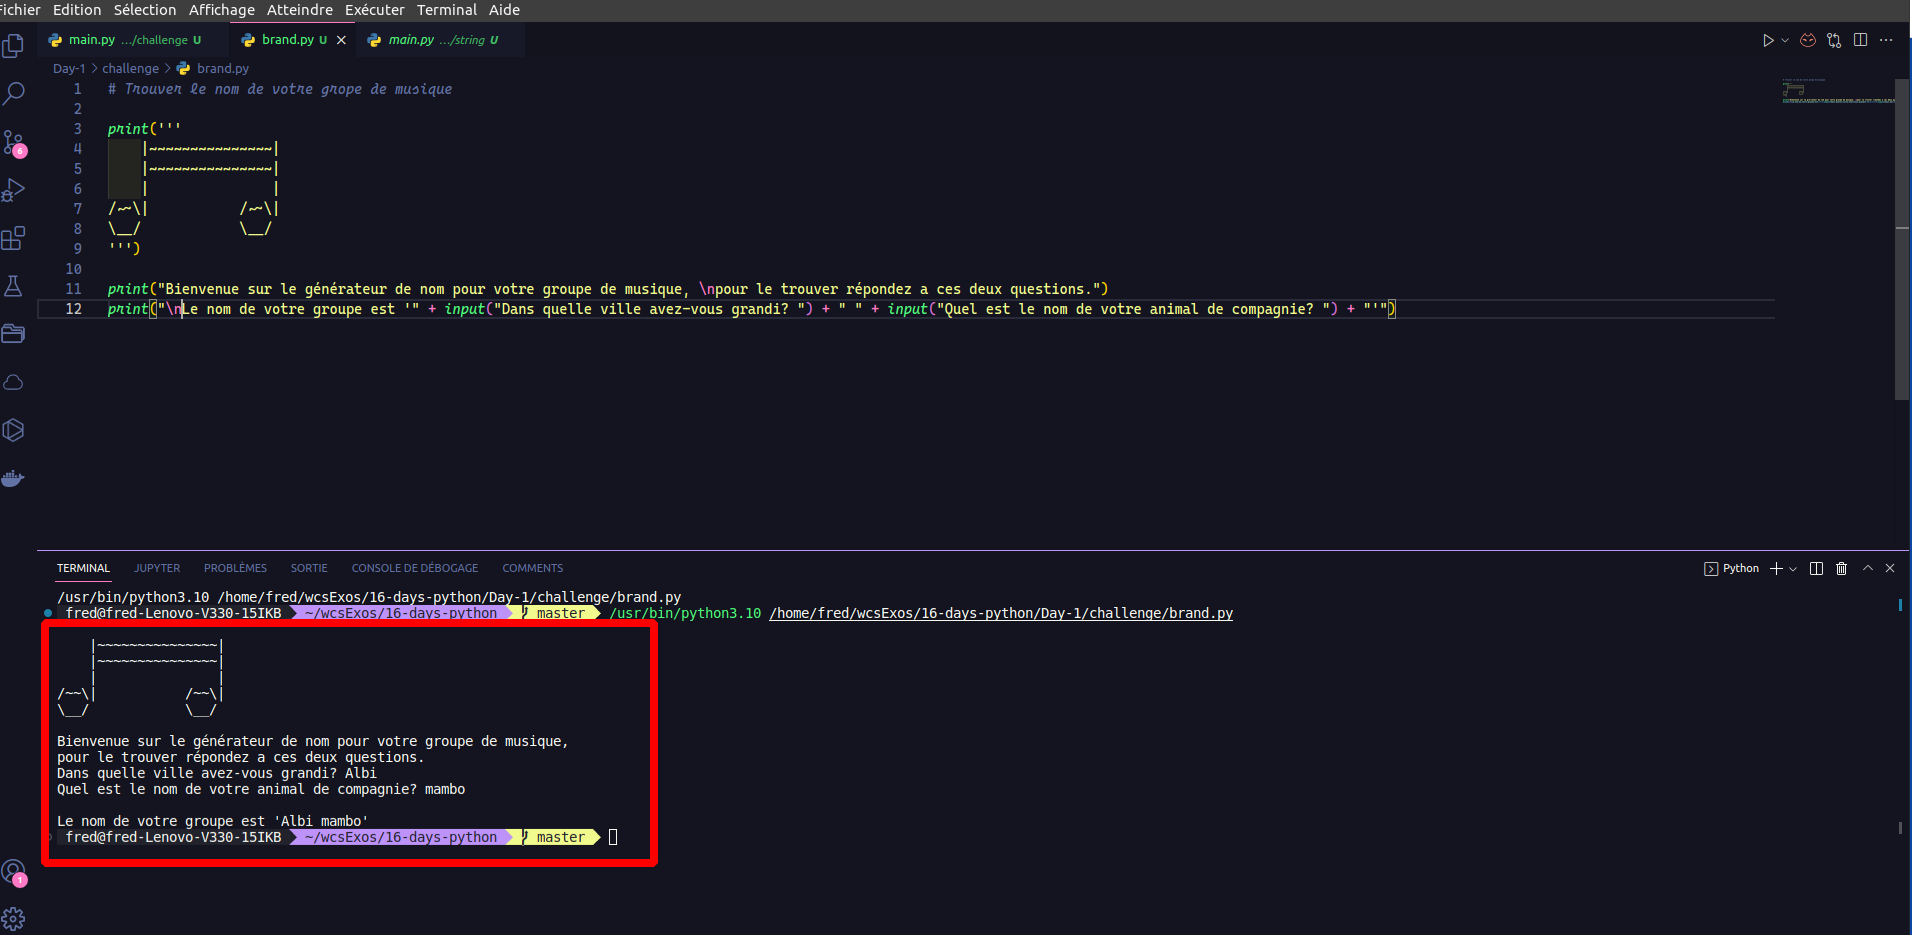 Fichier Edition Sélection Affichage Atteindre Exécuter Terminal Aide
main.py .../challenge U brand.py U main.py .../string U
Day-1 > challenge > brand.py
1 # Trouver le nom de votre grope de musique
2
3 print('''
4     |~~~~~~~~~~~~~~~|
5     |~~~~~~~~~~~~~~~|
6     |               |
7 /~~\|           /~~\|
8 \__/            \__/
9 ''')
10
11 print("Bienvenue sur le générateur de nom pour votre groupe de musique, \npour le trouver répondez a ces deux questions.")
12 print("\nLe nom de votre groupe est '" + input("Dans quelle ville avez-vous grandi? ") + " " + input("Quel est le nom de votre animal de compagnie? ") + "'")
6
1
TERMINAL JUPYTER PROBLÈMES SORTIE CONSOLE DE DÉBOGAGE COMMENTS Python
/usr/bin/python3.10 /home/fred/wcsExos/16-days-python/Day-1/challenge/brand.py
fred@fred-Lenovo-V330-15IKB ~/wcsExos/16-days-python master /usr/bin/python3.10 /home/fred/wcsExos/16-days-python/Day-1/challenge/brand.py
    |~~~~~~~~~~~~~~~|
    |~~~~~~~~~~~~~~~|
    |               |
/~~\|           /~~\|
\__/            \__/
Bienvenue sur le générateur de nom pour votre groupe de musique,
pour le trouver répondez a ces deux questions.
Dans quelle ville avez-vous grandi? Albi
Quel est le nom de votre animal de compagnie? mambo
Le nom de votre groupe est 'Albi mambo'
fred@fred-Lenovo-V330-15IKB ~/wcsExos/16-days-python master